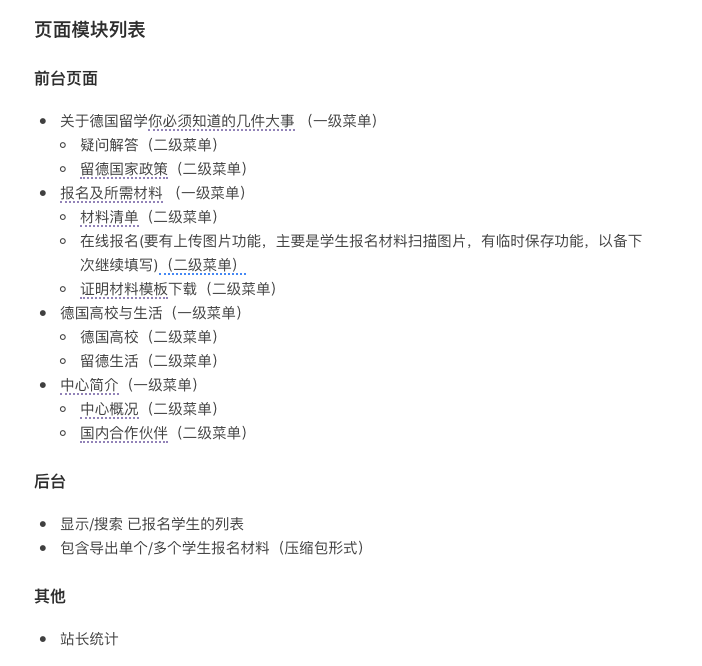 页面模块列表
前台页面
关于德国留学你必须知道的几件大事 （一级菜单）
疑问解答（二级菜单）
留德国家政策（二级菜单）
报名及所需材料 （一级菜单）
材料清单（二级菜单）
在线报名(要有上传图片功能，主要是学生报名材料扫描图片，有临时保存功能，以备下
次继续填写)（二级菜单）
证明材料模板下载（二级菜单）
德国高校与生活（一级菜单）
德国高校（二级菜单）
留德生活（二级菜单）
中心简介（一级菜单）
中心概况（二级菜单）
国内合作伙伴（二级菜单）
后台
显示/搜索 已报名学生的列表
包含导出单个/多个学生报名材料（压缩包形式）
其他
站长统计